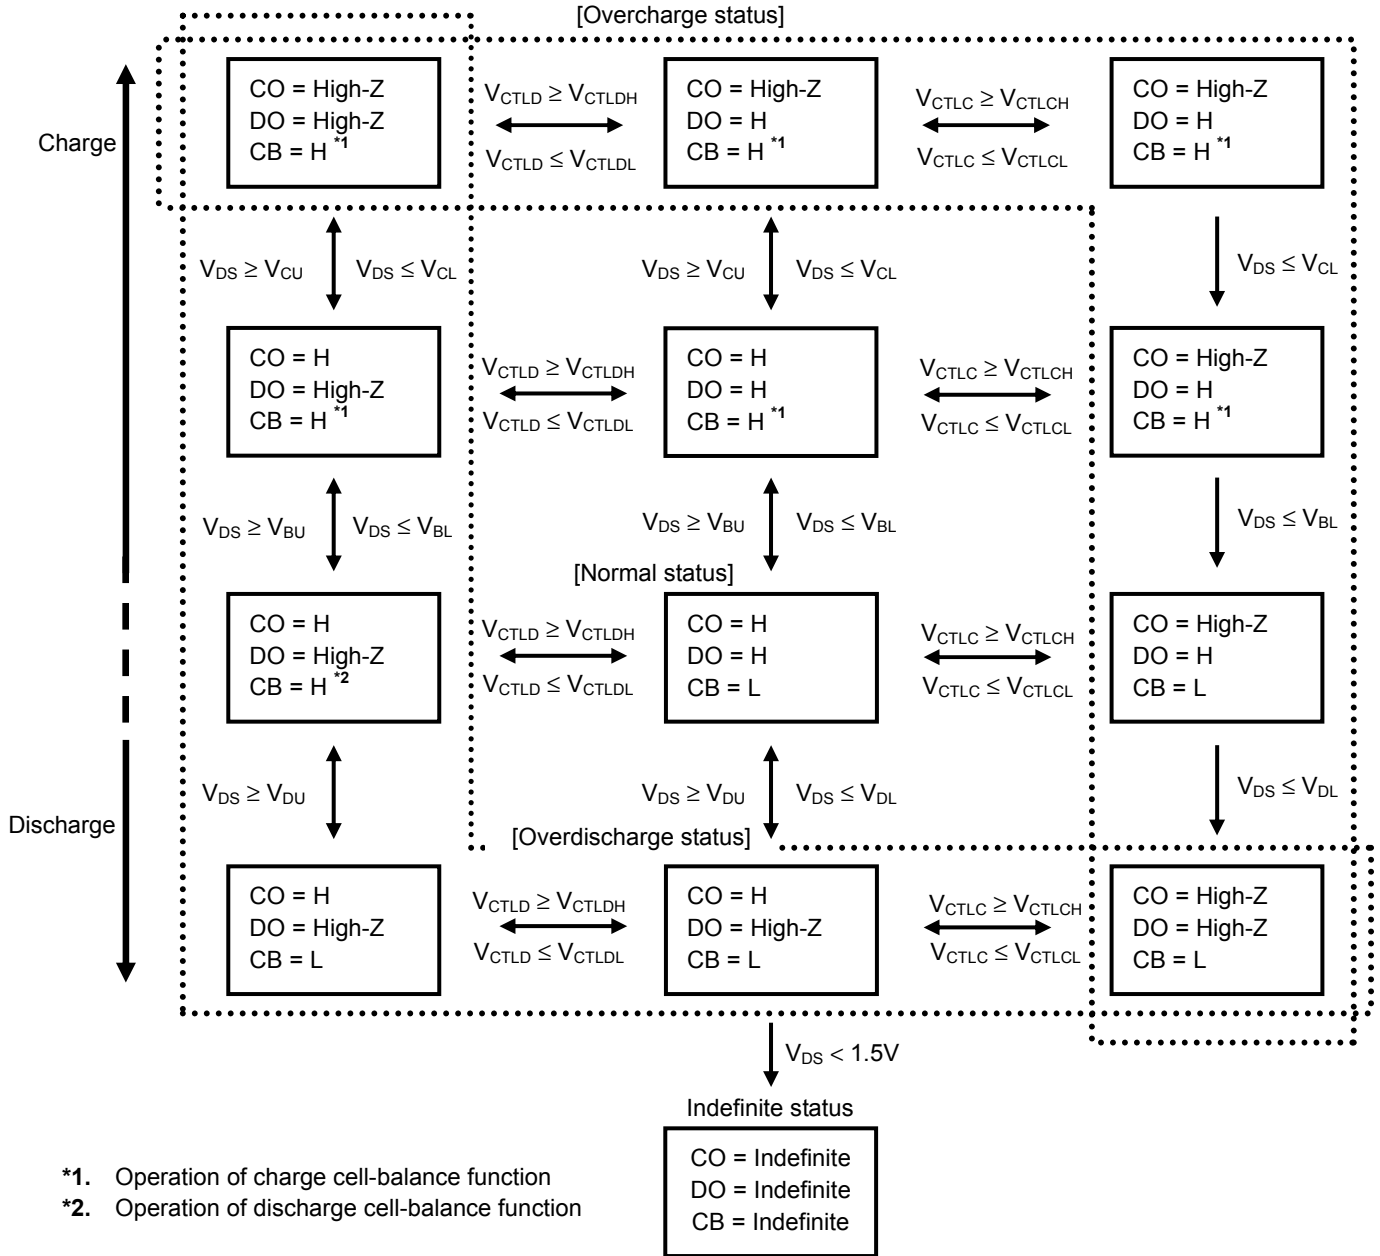 [Overcharge status]
Charge
CO = High-Z
DO = High-Z
CB = H *1
VCTLD ≥ VCTLDH
VCTLD ≤ VCTLDL
CO = High-Z
DO = H
CB = H *1
VCTLC ≥ VCTLCH
VCTLC ≤ VCTLCL
CO = High-Z
DO = H
CB = H *1
VDS ≥ VCU
VDS ≤ VCL
VDS ≥ VCU
VDS ≤ VCL
VDS ≤ VCL
CO = H
DO = High-Z
CB = H *1
VCTLD ≥ VCTLDH
VCTLD ≤ VCTLDL
CO = H
DO = H
CB = H *1
VCTLC ≥ VCTLCH
VCTLC ≤ VCTLCL
CO = High-Z
DO = H
CB = H *1
VDS ≥ VBU
VDS ≤ VBL
VDS ≥ VBU
VDS ≤ VBL
VDS ≤ VBL
[Normal status]
CO = H
DO = High-Z
CB = H *2
VCTLD ≥ VCTLDH
VCTLD ≤ VCTLDL
CO = H
DO = H
CB = L
VCTLC ≥ VCTLCH
VCTLC ≤ VCTLCL
CO = High-Z
DO = H
CB = L
VDS ≥ VDU
VDS ≥ VDU
VDS ≤ VDL
VDS ≤ VDL
Discharge
[Overdischarge status]
CO = H
DO = High-Z
CB = L
VCTLD ≥ VCTLDH
VCTLD ≤ VCTLDL
CO = H
DO = High-Z
CB = L
VCTLC ≥ VCTLCH
VCTLC ≤ VCTLCL
CO = High-Z
DO = High-Z
CB = L
VDS < 1.5V
Indefinite status
CO = Indefinite
DO = Indefinite
CB = Indefinite
*1. Operation of charge cell-balance function
*2. Operation of discharge cell-balance function